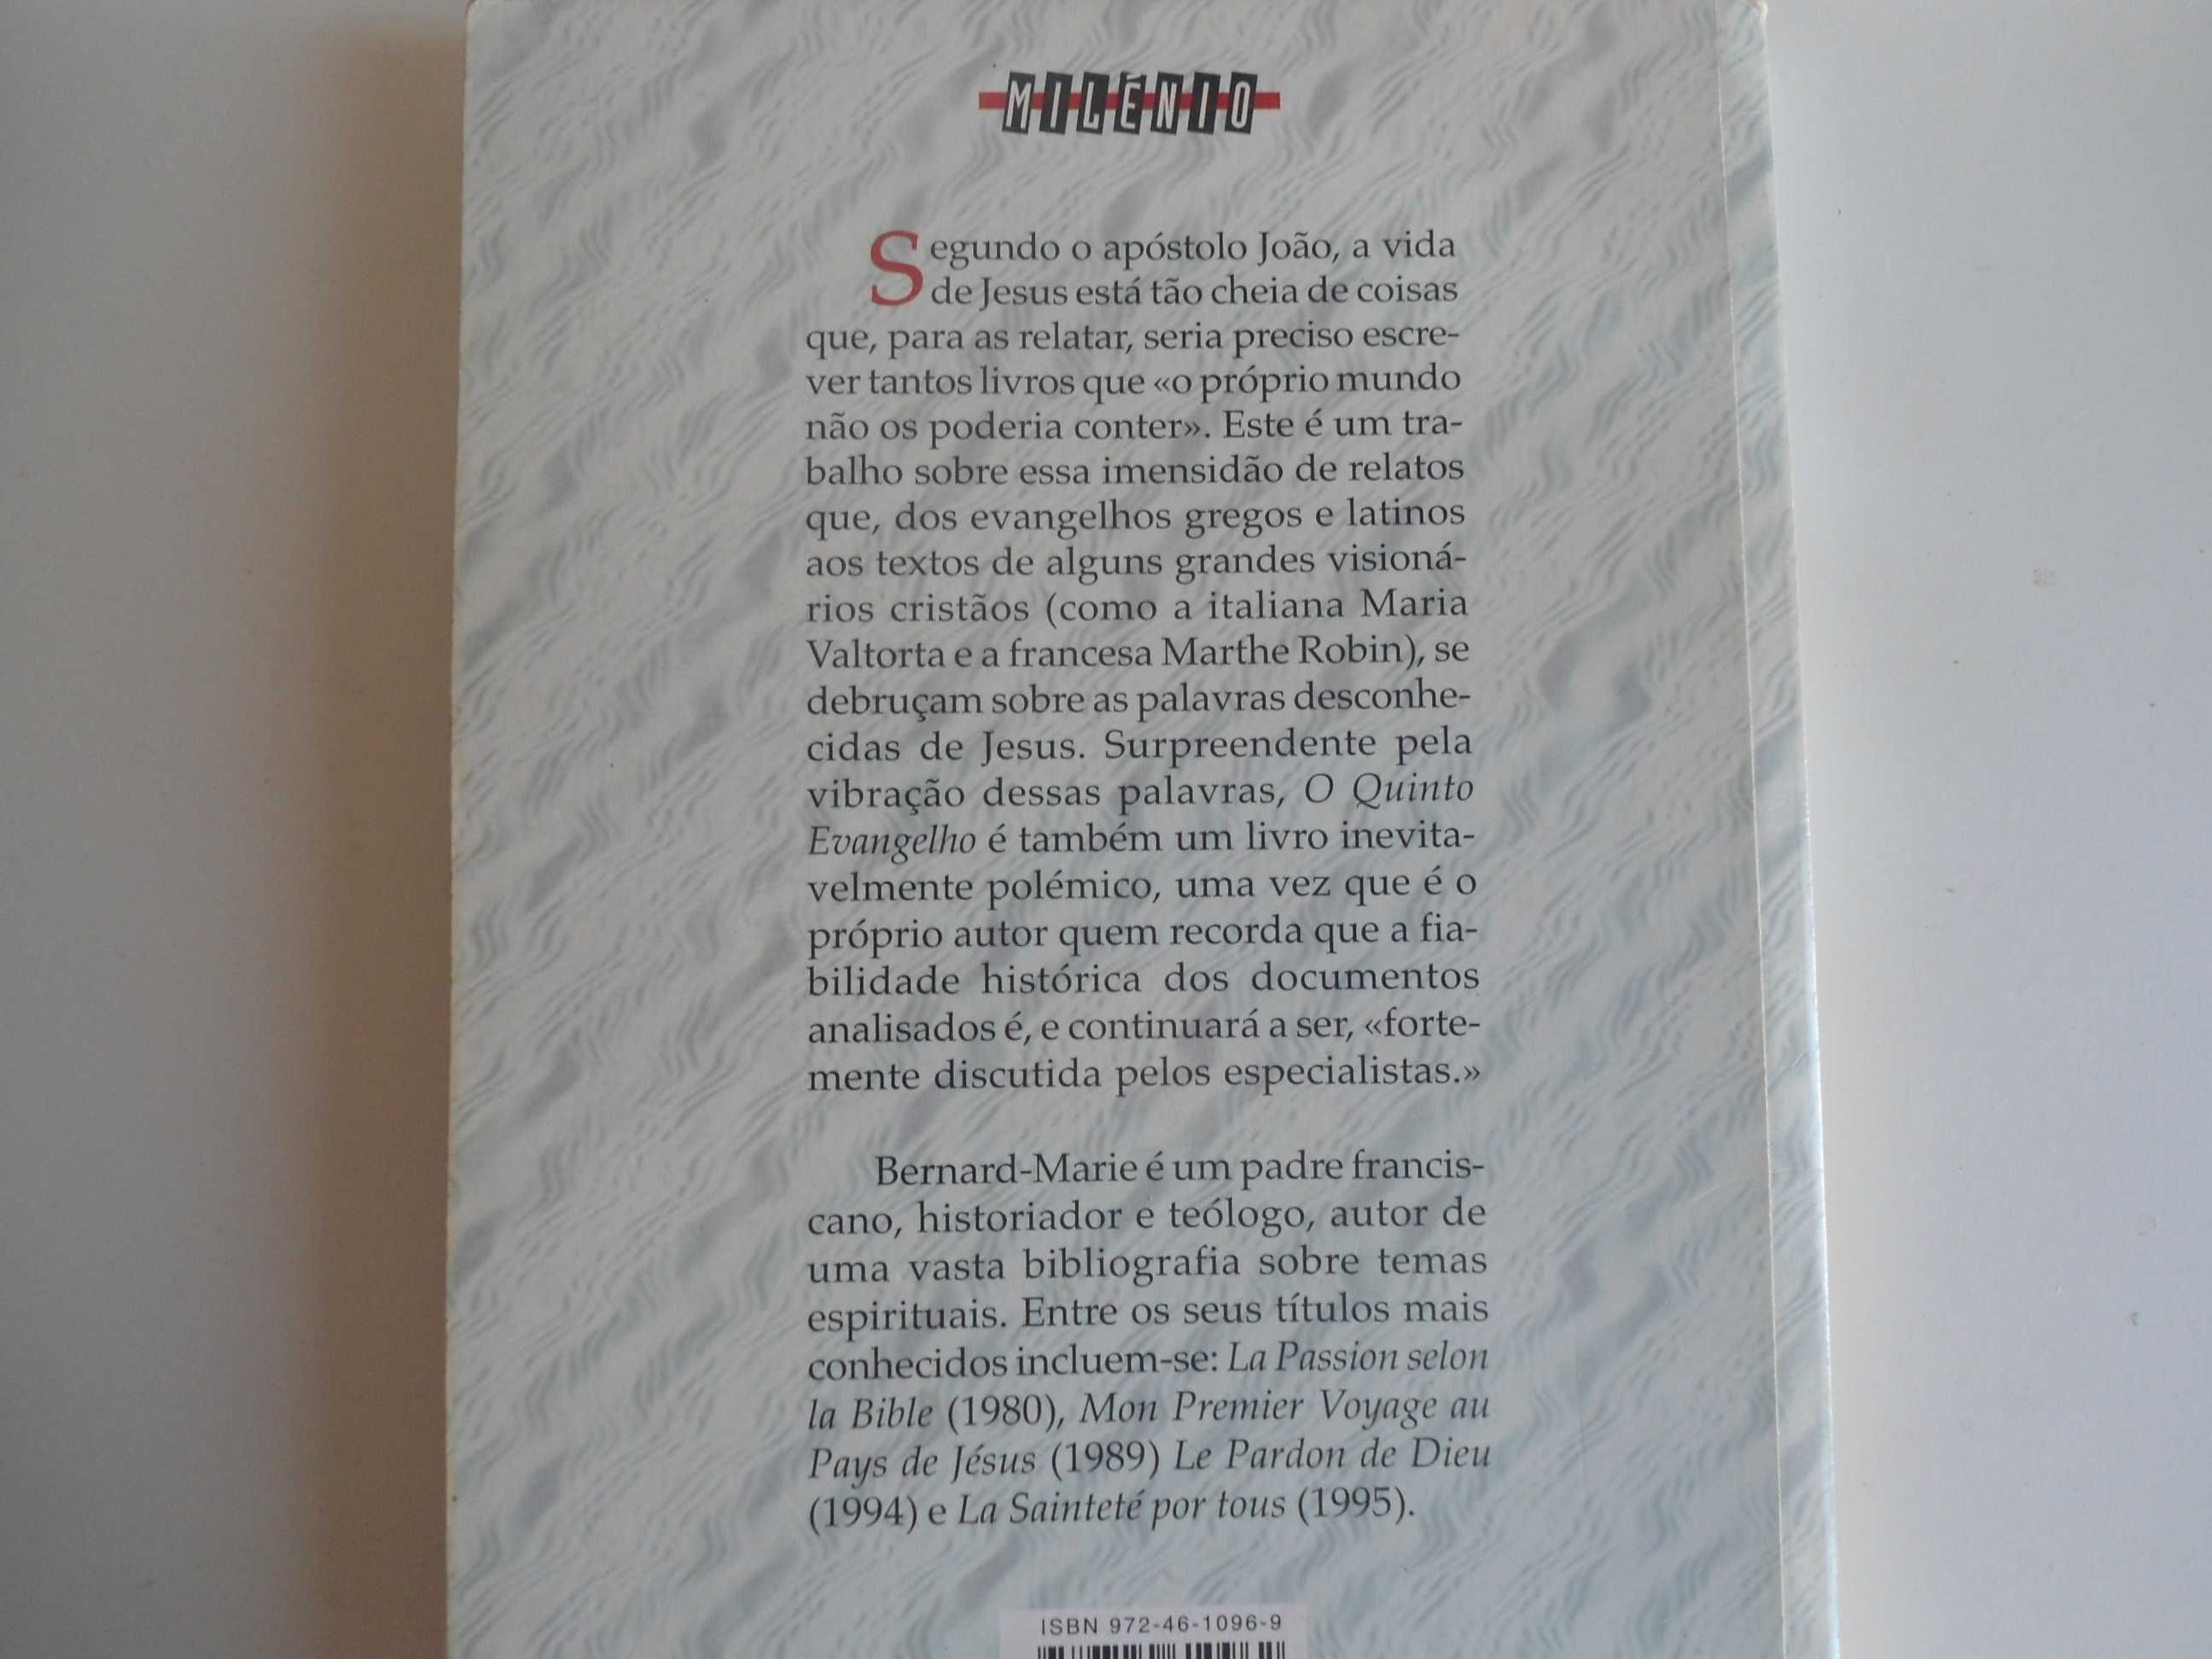 MILÉNIO
Segundo o apóstolo João, a vida
de Jesus está tão cheia de coisas
que, para as relatar, seria preciso escre-
ver tantos livros que «o próprio mundo
não os poderia conter». Este é um tra-
balho sobre essa imensidão de relatos
que, dos evangelhos gregos e latinos
aos textos de alguns grandes visioná-
rios cristãos (como a italiana Maria
Valtorta e a francesa Marthe Robin), se
debruçam sobre as palavras desconhe-
cidas de Jesus. Surpreendente pela
vibração dessas palavras, O Quinto
Evangelho é também um livro inevita-
velmente polémico, uma vez que é o
próprio autor quem recorda que a fia-
bilidade histórica dos documentos
analisados é, e continuará a ser, «forte-
mente discutida pelos especialistas.»
Bernard-Marie é um padre francis-
cano, historiador e teólogo, autor de
uma vasta bibliografia sobre temas
espirituais. Entre os seus títulos mais
conhecidos incluem-se: La Passion selon
la Bible (1980), Mon Premier Voyage au
Pays de Jésus (1989) Le Pardon de Dieu
(1994) e La Sainteté por tous (1995).
ISBN 972-46-1096-9